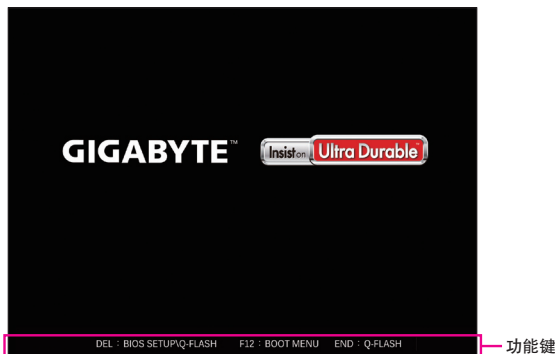 GIGABYTE™ Insist on Ultra Durable™
DEL : BIOS SETUP\Q-FLASH F12 : BOOT MENU END : Q-FLASH
功能键